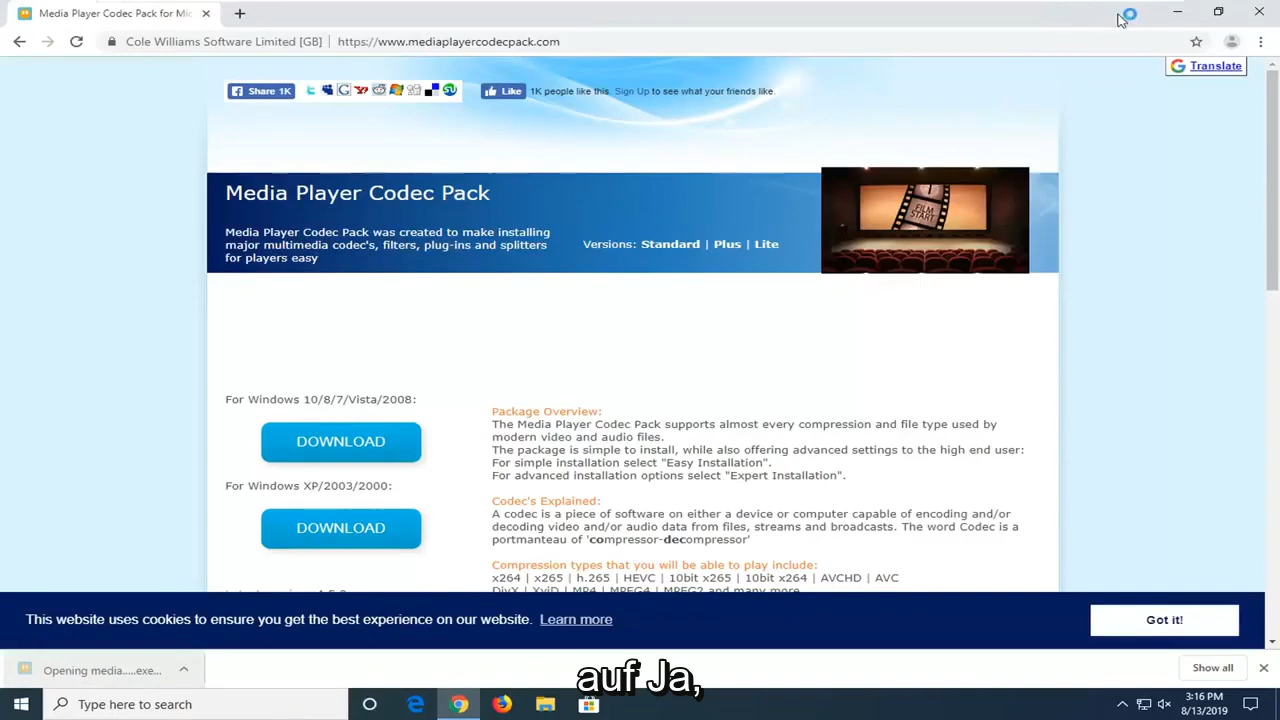 Media Player Codec Pack for Mic
Cole Williams Software Limited [GB] | https://www.mediaplayercodecpack.com
Translate
Share 1K
Like 1K people like this. Sign Up to see what your friends like.
Media Player Codec Pack
Media Player Codec Pack was created to make installing
major multimedia codec's, filters, plug-ins and splitters
for players easy
Versions: Standard | Plus | Lite
FILM
START
For Windows 10/8/7/Vista/2008:
DOWNLOAD
For Windows XP/2003/2000:
DOWNLOAD
Package Overview:
The Media Player Codec Pack supports almost every compression and file type used by
modern video and audio files.
The package is simple to install, while also offering advanced settings to the high end user:
For simple installation select "Easy Installation".
For advanced installation options select "Expert Installation".
Codec's Explained:
A codec is a piece of software on either a device or computer capable of encoding and/or
decoding video and/or audio data from files, streams and broadcasts. The word Codec is a
portmanteau of 'compressor-decompressor'
Compression types that you will be able to play include:
x264 | x265 | h.265 | HEVC | 10bit x265 | 10bit x264 | AVCHD | AVC
DivX | XviD | MP4 | MPEG4 | MPEG2 and many more.
This website uses cookies to ensure you get the best experience on our website. Learn more
Got it!
Opening media.....exe...
Show all
auf Ja,
Type here to search
3:16 PM
8/13/2019